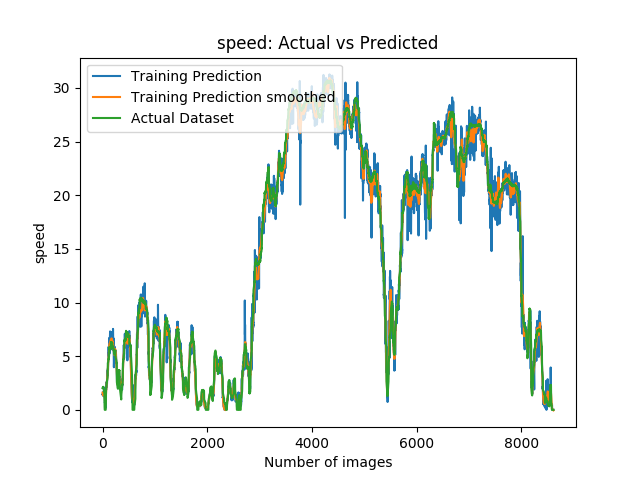 speed: Actual vs Predicted
Training Prediction
Training Prediction smoothed
Actual Dataset
30
25
20
15
10
5
0
speed
0 2000 4000 6000 8000
Number of images